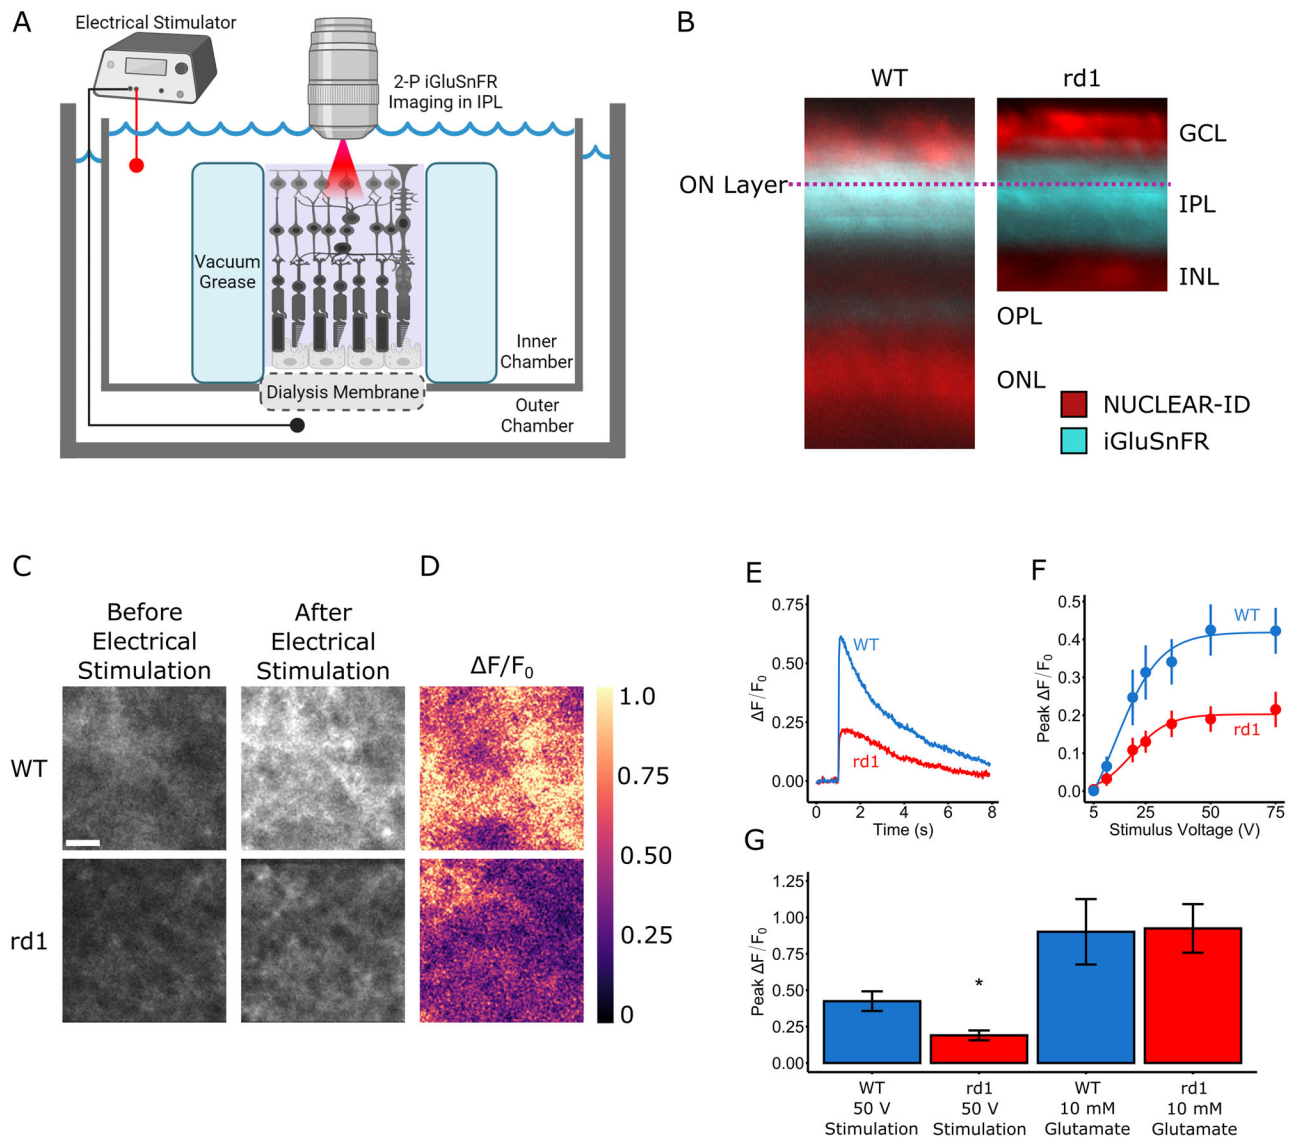 A
Electrical Stimulator
2-P iGluSnFR
Imaging in IPL
Vacuum
Grease
Inner
Chamber
Dialysis Membrane
Outer
Chamber
B
WT
rd1
ON Layer
GCL
IPL
INL
OPL
ONL
NUCLEAR-ID
iGluSnFR
C
Before
Electrical
Stimulation
After
Electrical
Stimulation
WT
rd1
D
ΔF/F₀
1.0
0.75
0.50
0.25
0
E
ΔF/F₀
0.75
0.50
0.25
0.00
WT
rd1
0 2 4 6 8
Time (s)
F
Peak ΔF/F₀
0.5
0.4
0.3
0.2
0.1
0.0
WT
rd1
5 25 50 75
Stimulus Voltage (V)
G
Peak ΔF/F₀
1.25
1.00
0.75
0.50
0.25
0.00
*
WT
50 V
Stimulation
rd1
50 V
Stimulation
WT
10 mM
Glutamate
rd1
10 mM
Glutamate